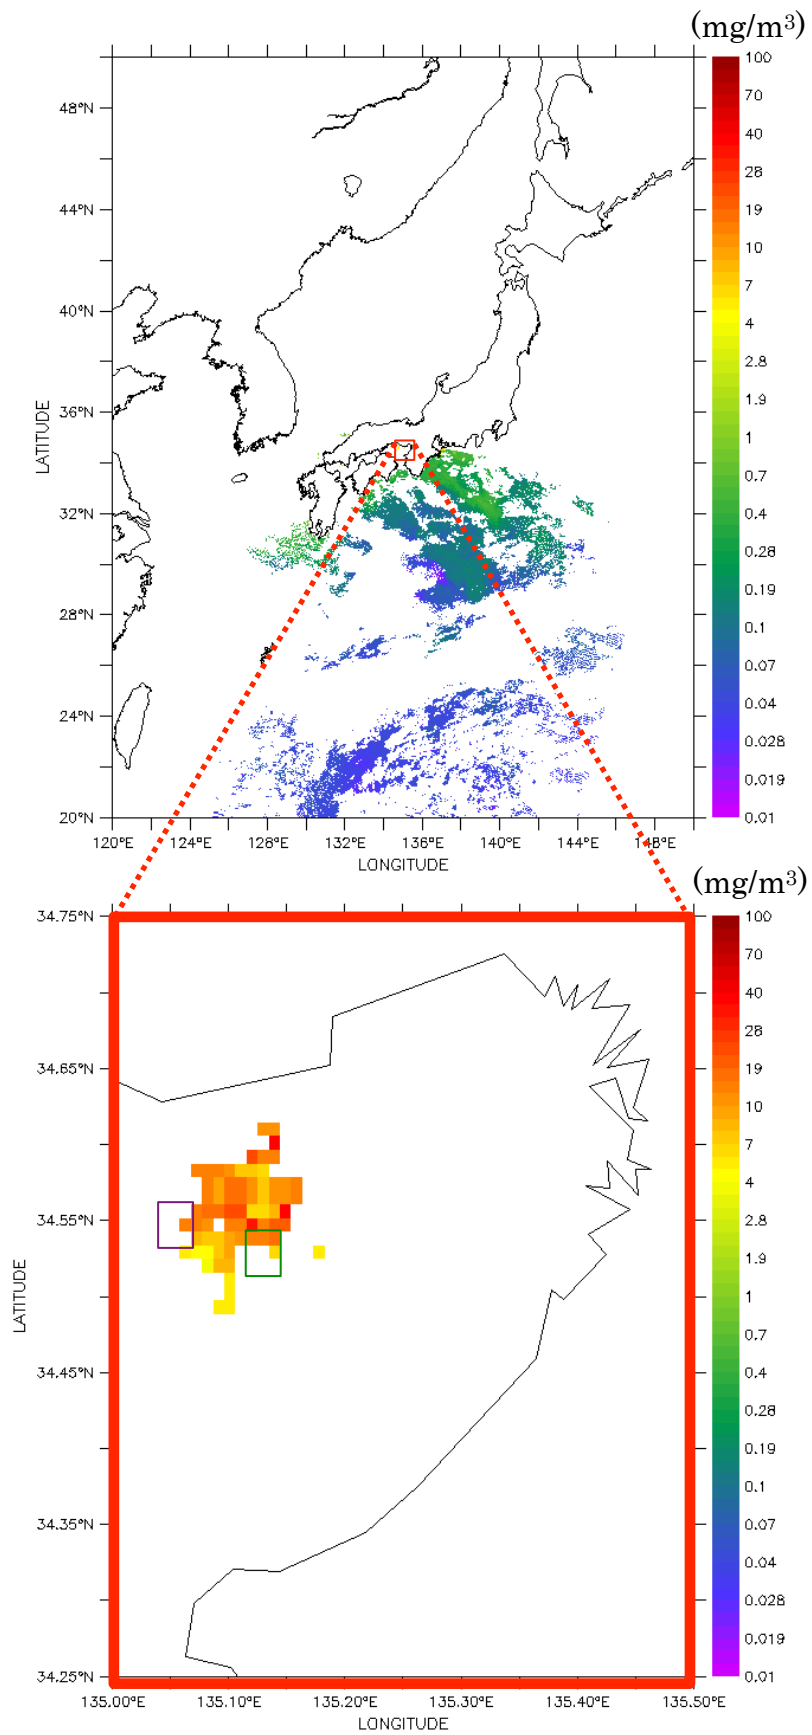 (mg/m3)
100
70
40
28
19
10
7
4
2.8
1.9
1
0.7
0.4
0.28
0.19
0.1
0.07
0.04
0.028
0.019
0.01
48°N
44°N
40°N
36°N
32°N
28°N
24°N
20°N
LATITUDE
120°E 124°E 128°E 132°E 136°E 140°E 144°E 148°E
LONGITUDE
(mg/m3)
100
70
40
28
19
10
7
4
2.8
1.9
1
0.7
0.4
0.28
0.19
0.1
0.07
0.04
0.028
0.019
0.01
34.75°N
34.65°N
34.55°N
34.45°N
34.35°N
34.25°N
LATITUDE
135.00°E 135.10°E 135.20°E 135.30°E 135.40°E 135.50°E
LONGITUDE